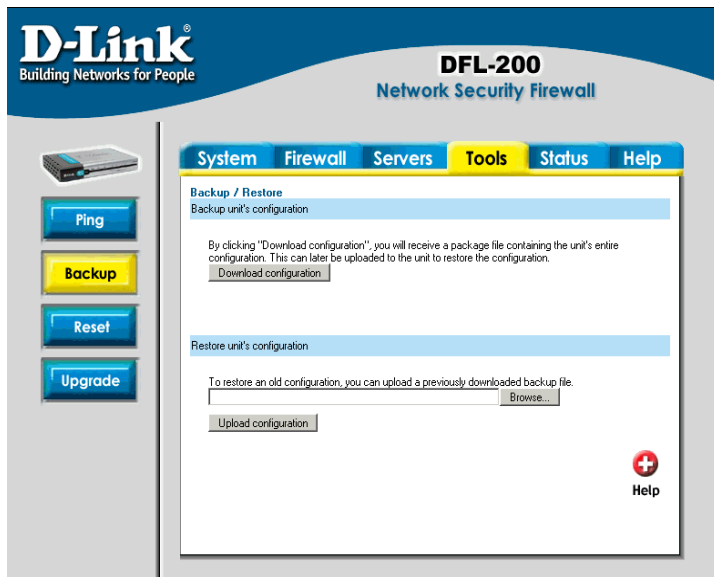 D-Link®
Building Networks for People
DFL-200
Network Security Firewall
System Firewall Servers Tools Status Help
Ping
Backup
Reset
Upgrade
Backup / Restore
Backup unit's configuration
By clicking "Download configuration", you will receive a package file containing the unit's entire
configuration. This can later be uploaded to the unit to restore the configuration.
Download configuration
Restore unit's configuration
To restore an old configuration, you can upload a previously downloaded backup file.
Browse...
Upload configuration
Help